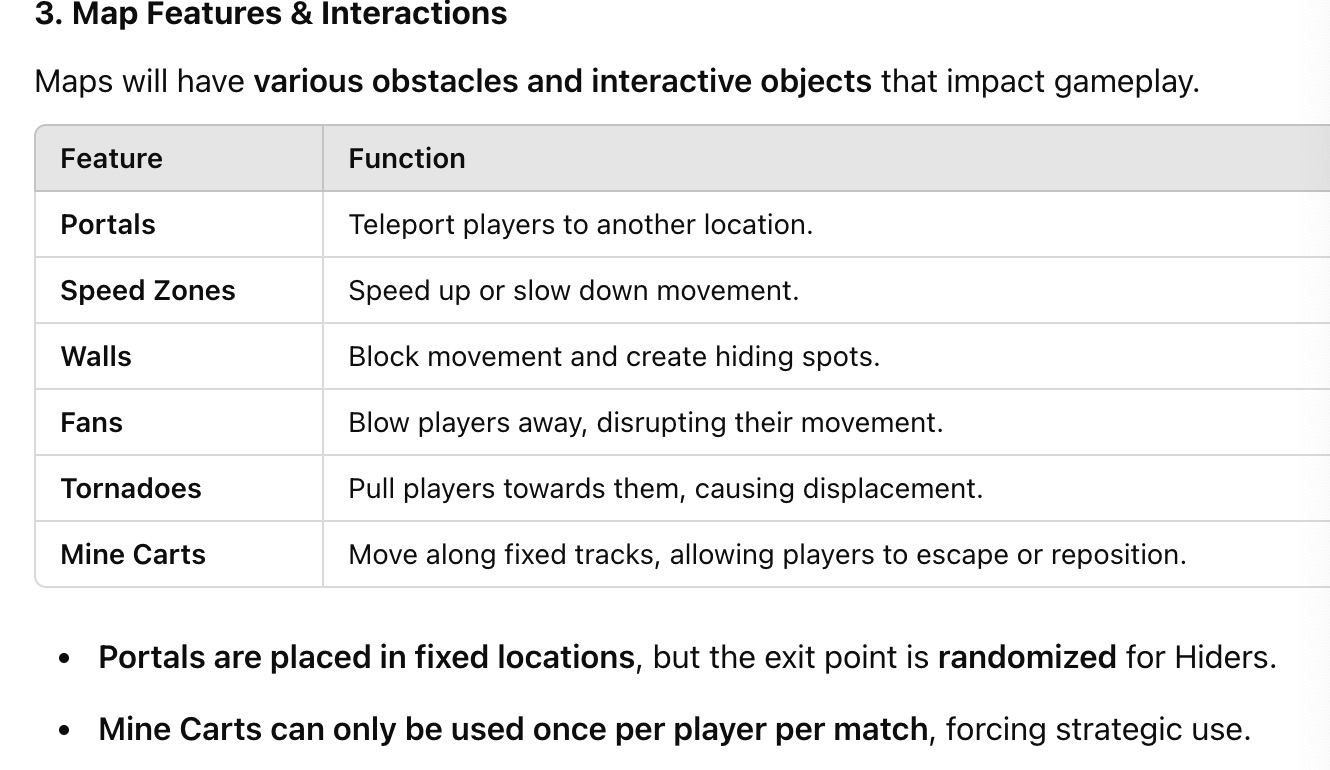 3. Map Features & Interactions
Maps will have various obstacles and interactive objects that impact gameplay.
Feature Function
Portals Teleport players to another location.
Speed Zones Speed up or slow down movement.
Walls Block movement and create hiding spots.
Fans Blow players away, disrupting their movement.
Tornadoes Pull players towards them, causing displacement.
Mine Carts Move along fixed tracks, allowing players to escape or reposition.
• Portals are placed in fixed locations, but the exit point is randomized for Hiders.
• Mine Carts can only be used once per player per match, forcing strategic use.